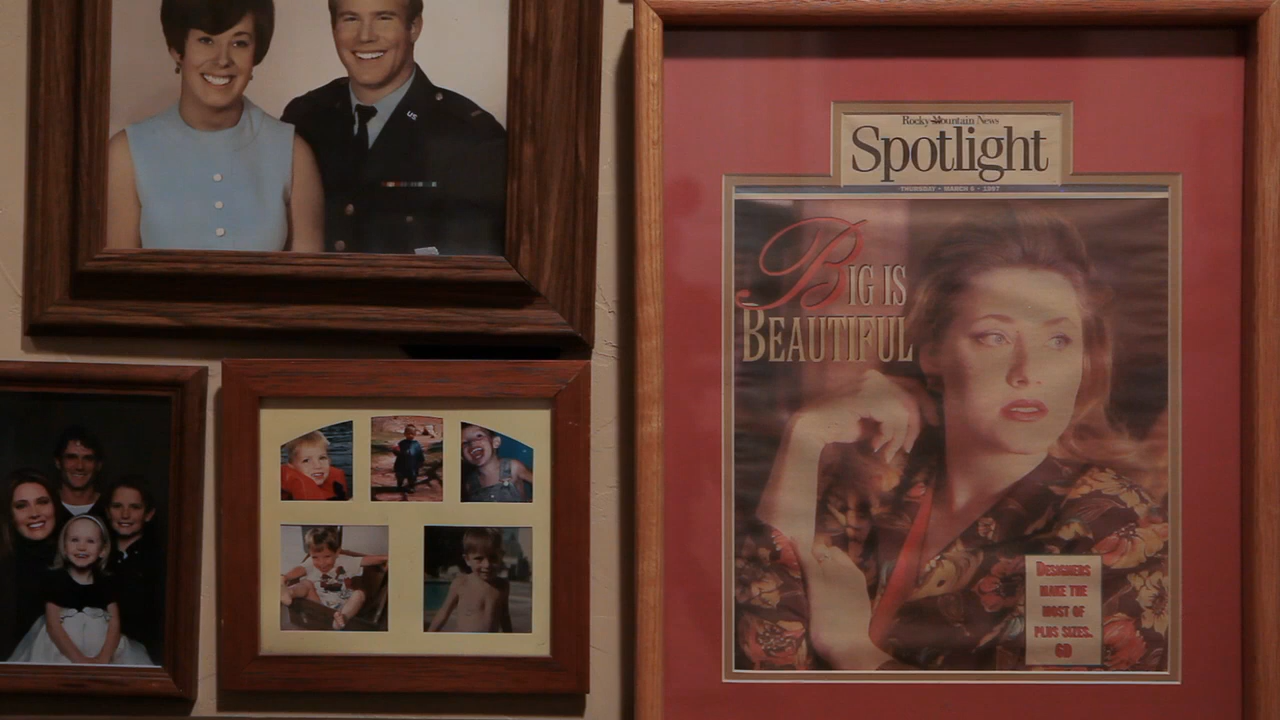 US
Rocky Mountain News
Spotlight
THURSDAY • MARCH 6 • 1997
BIG IS
BEAUTIFUL
DESIGNERS
MAKE THE
MOST OF
PLUS SIZES.
6D